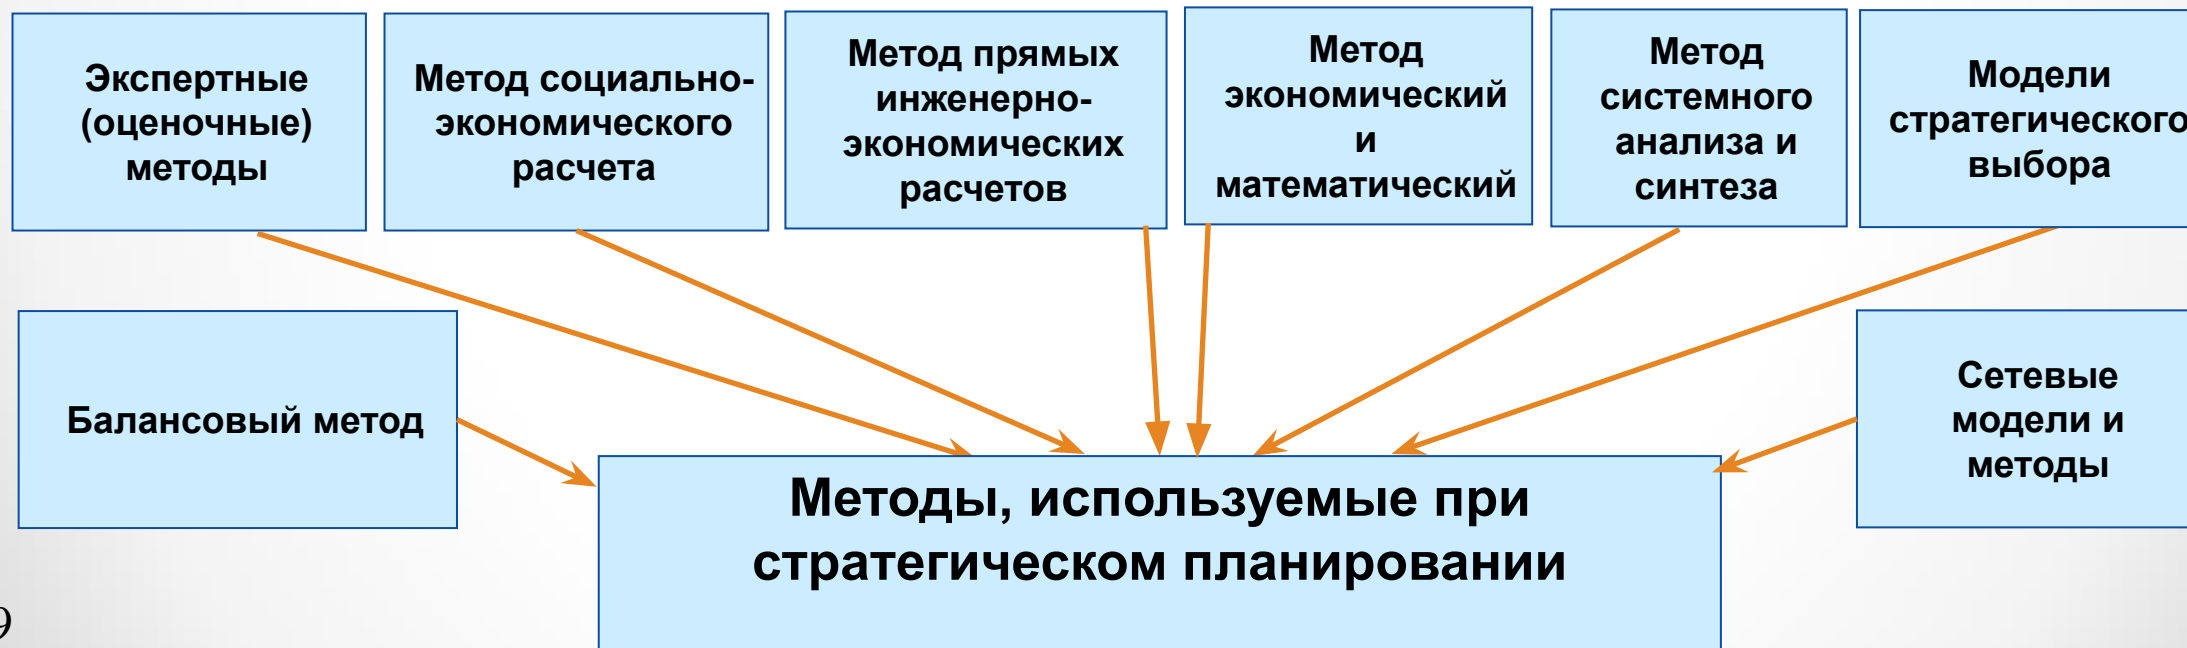 Экспертные
(оценочные)
методы
Метод социально-
экономического
расчета
Метод прямых
инженерно-
экономических
расчетов
Метод
экономический
и
математический
Метод
системного
анализа и
синтеза
Модели
стратегического
выбора
Балансовый метод
Сетевые
модели и
методы
Методы, используемые при
стратегическом планировании
9